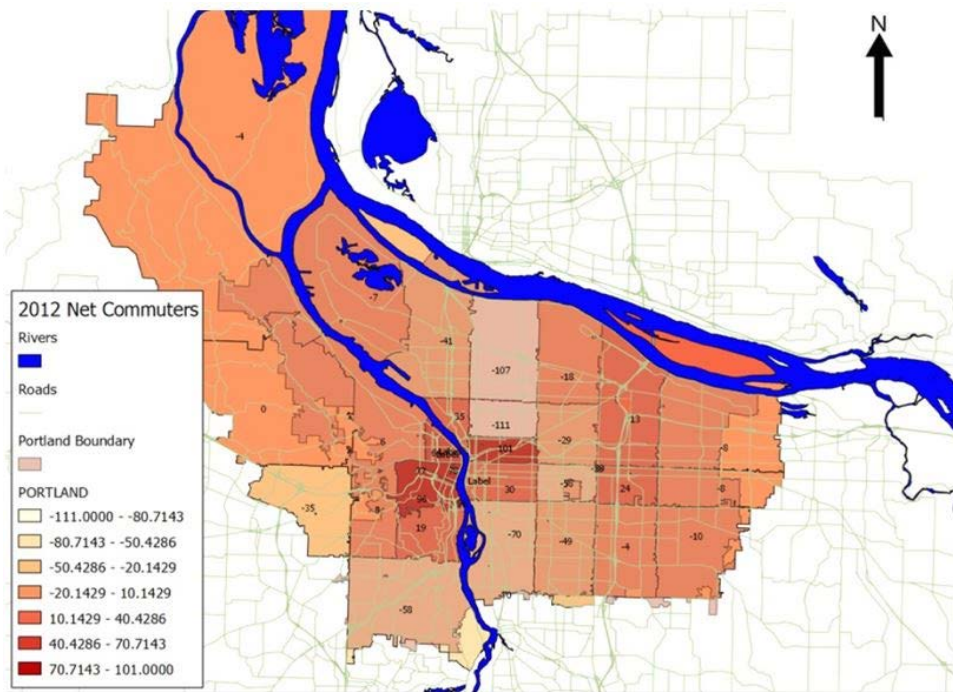 N
-4
-7
2012 Net Commuters
Rivers
Roads
Portland Boundary
PORTLAND
-111.0000 - -80.7143
-80.7143 - -50.4286
-50.4286 - -20.1429
-20.1429 - 10.1429
10.1429 - 40.4286
40.4286 - 70.7143
70.7143 - 101.0000
-41
-107
-18
0
-111
13
6
101
-29
-8
Label
30
24
-8
-35
8
19
-70
-49
-4
-10
-58